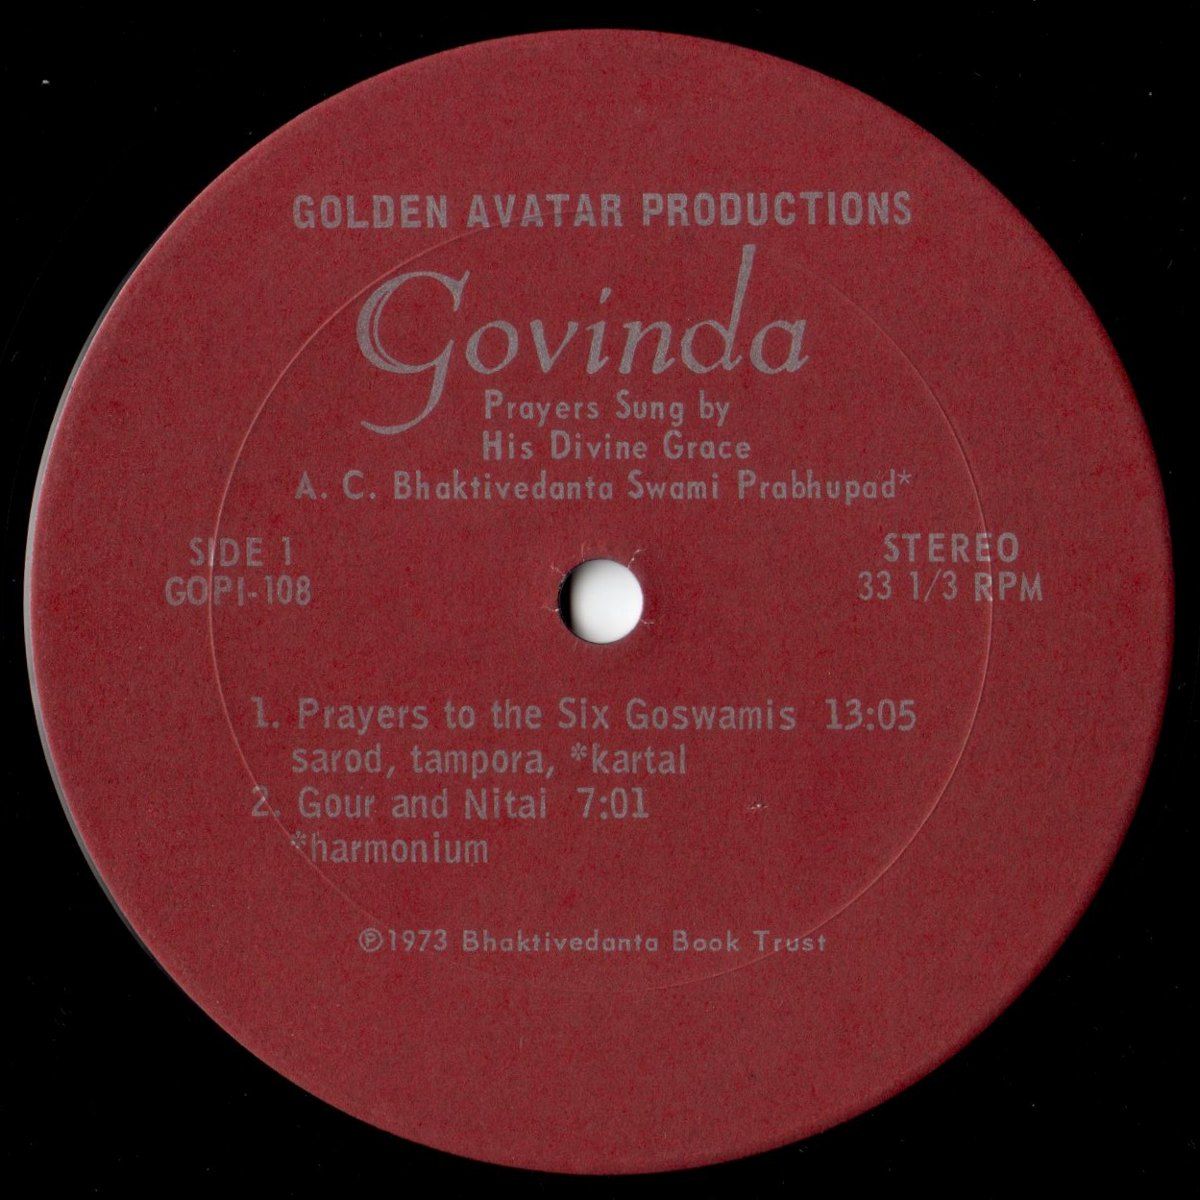 GOLDEN AVATAR PRODUCTIONS
Govinda
Prayers Sung by
His Divine Grace
A. C. Bhaktivedanta Swami Prabhupad*
SIDE 1
GOPI-108
STEREO
33 1/3 RPM
1. Prayers to the Six Goswamis 13:05
sarod, tampora, *kartal
2. Gour and Nitai 7:01
*harmonium
℗1973 Bhaktivedanta Book Trust